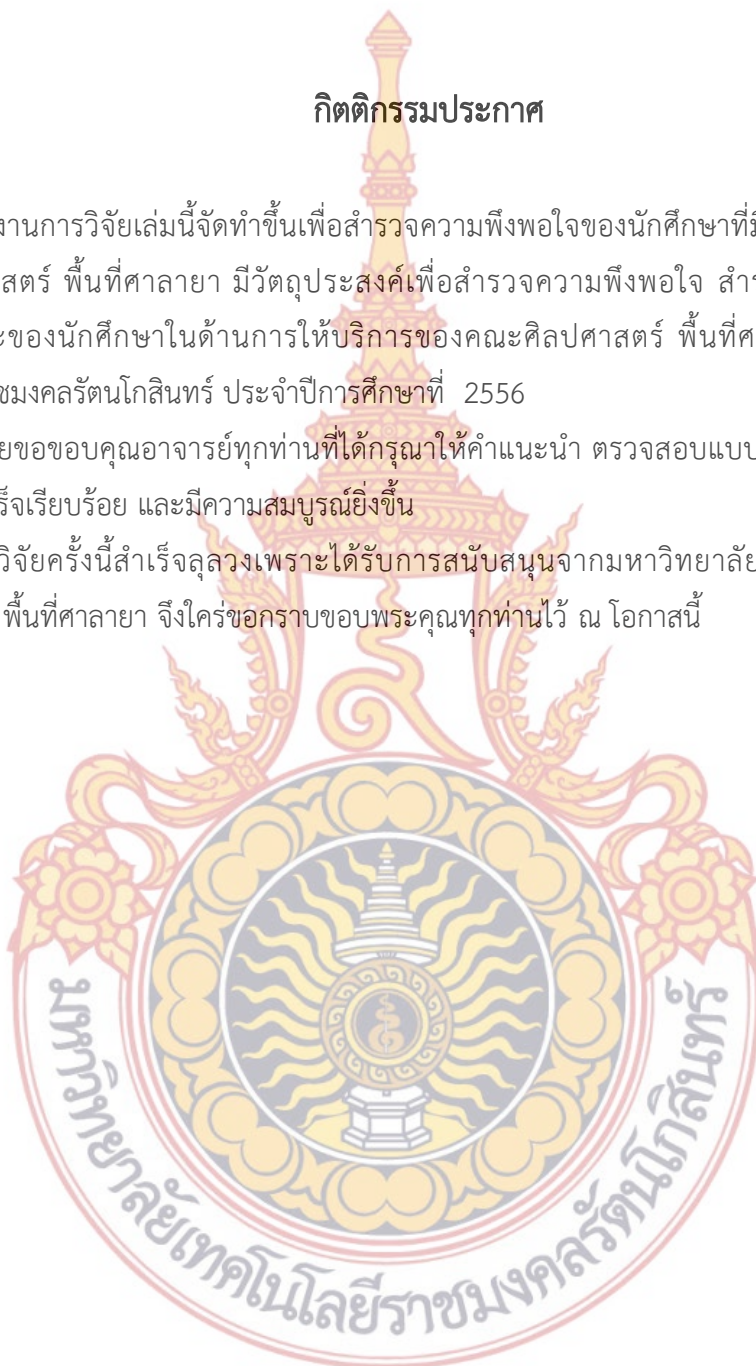 กิตติกรรมประกาศ
งานการวิจัยเล่มนี้จัดทำขึ้นเพื่อสำรวจความพึงพอใจของนักศึกษาที่
สตร์ พื้นที่ศาลายา มีวัตถุประสงค์เพื่อสำรวจความพึงพอใจ
ะของนักศึกษาในด้านการให้บริการของคณะศิลปศาสตร์ พื้นที่
ชมงคลรัตนโกสินทร์ ประจำปีการศึกษาที่ 2556
ยขอขอบคุณอาจารย์ทุกท่านที่ได้กรุณาให้คำแนะนำ ตรวจสอบแบบ
ร็จเรียบร้อย และมีความสมบูรณ์ยิ่งขึ้น
วิจัยครั้งนี้สำเร็จลุลวงเพราะได้รับการสนับสนุนจากมหาวิทยาลัย
พื้นที่ศาลายา จึงใคร่ขอกราบขอบพระคุณทุกท่านไว้ ณ โอกาสนี้
มหาวิทยาลัยเทคโนโลยีราชมงคลรัตนโกสินทร์